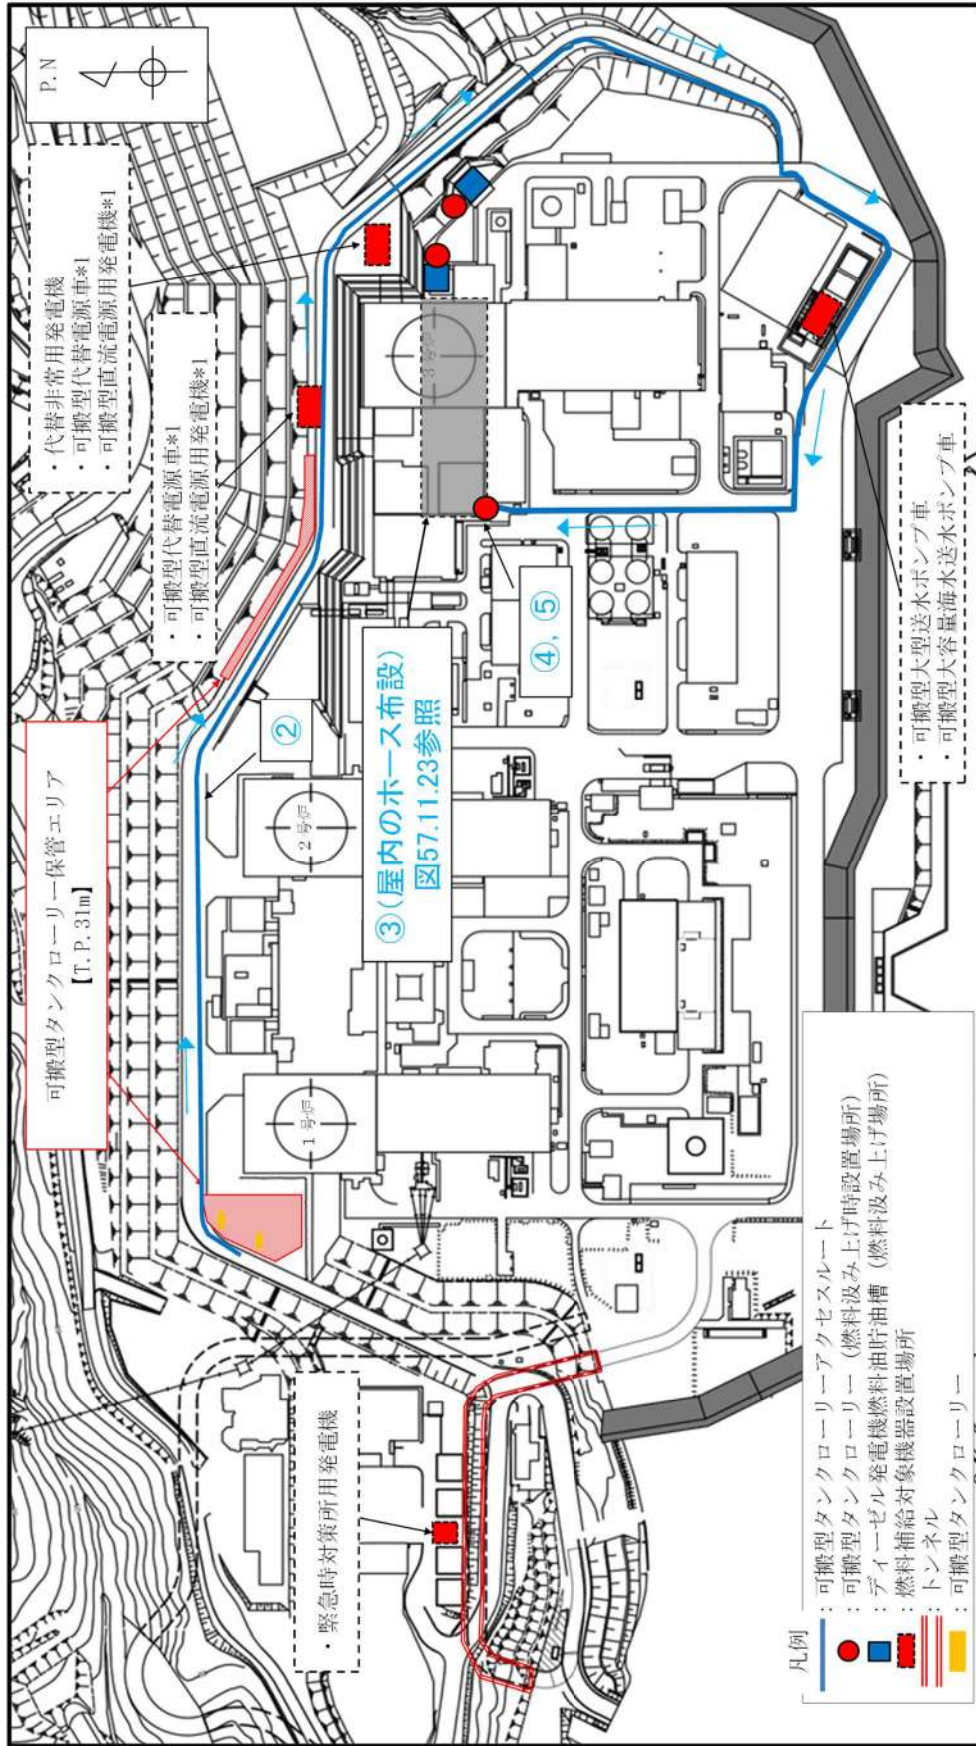 可搬型タンクローリー保管エリア
【T.P.31m】
・可搬型代替電源車*1
・可搬型直流電源用発電機*1
・代替非常用発電機
・可搬型代替電源車*1
・可搬型直流電源用発電機*1
P.N
・緊急時対策所用発電機
1号炉
2号炉
3号炉
②
③(屋内のホース布設)
図57.11.23参照
④, ⑤
・可搬型大型送水ポンプ車
・可搬型大容量海水送水ポンプ車
凡例
：可搬型タンクローリーアクセスルート
：可搬型タンクローリー（燃料汲み上げ時設置場所）
：ディーゼル発電機燃料油貯油槽（燃料汲み上げ場所）
：燃料補給対象機器設置場所
：トンネル
：可搬型タンクローリー